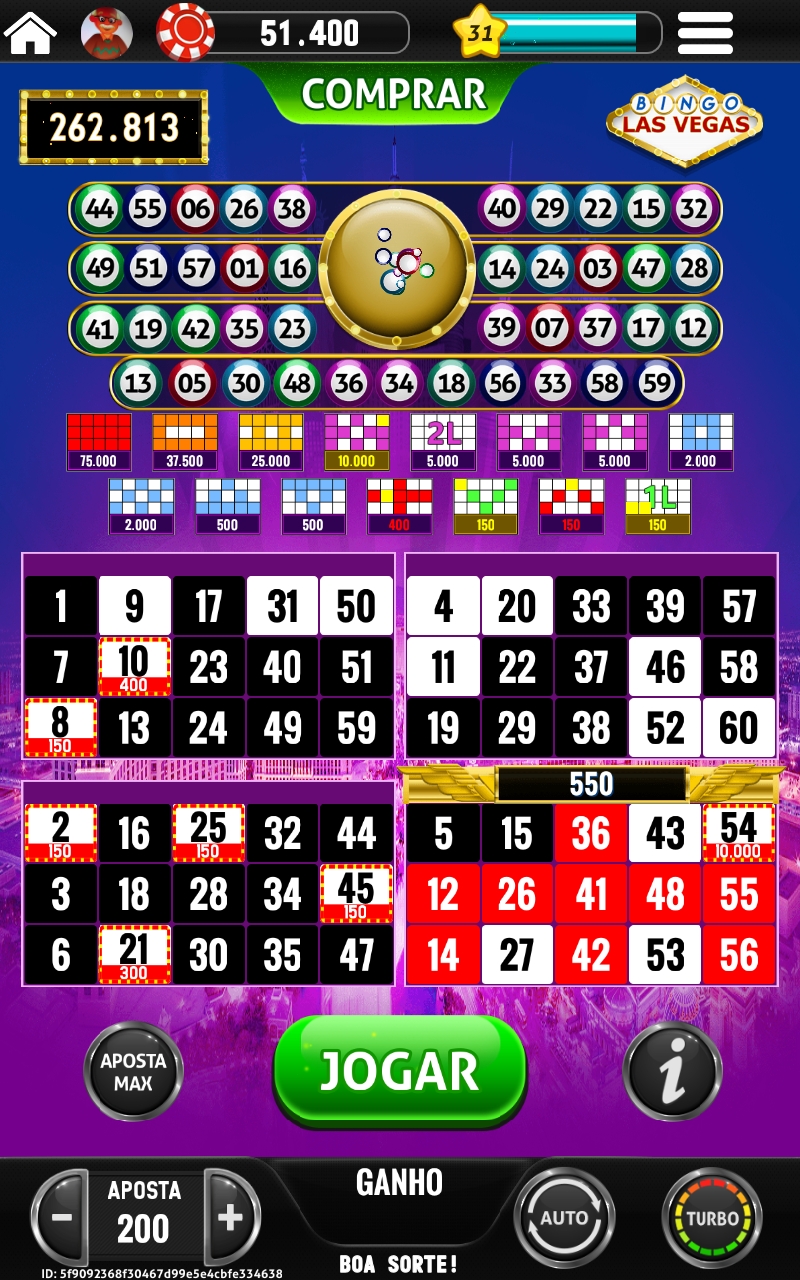 51.400
31
COMPRAR
262.813
BINGO
LAS VEGAS
44 55 06 26 38 40 29 22 15 32
49 51 57 01 16 14 24 03 47 28
41 19 42 35 23 39 07 37 17 12
13 05 30 48 36 34 18 56 33 58 59
2L
75.000 37.500 25.000 10.000 5.000 5.000 5.000 2.000
1L
2.000 500 500 400 150 150 150
1 9 17 31 50
7 10 23 40 51
400
8 13 24 49 59
150
4 20 33 39 57
11 22 37 46 58
19 29 38 52 60
550
2 16 25 32 44
150 150
3 18 28 34 45
150
6 21 30 35 47
300
5 15 36 43 54
10.000
12 26 41 48 55
14 27 42 53 56
APOSTA
MAX
JOGAR
i
APOSTA
- 200 +
GANHO
AUTO
TURBO
BOA SORTE!
ID: 5f9092368f30467d99e5e4cbfe334638